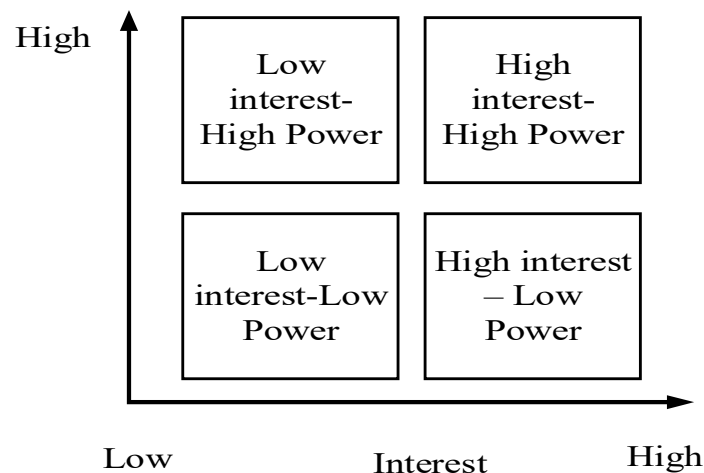 High
Low
interest-
High Power
High
interest-
High Power
Low
interest-Low
Power
High interest
– Low
Power
Low
Interest
High